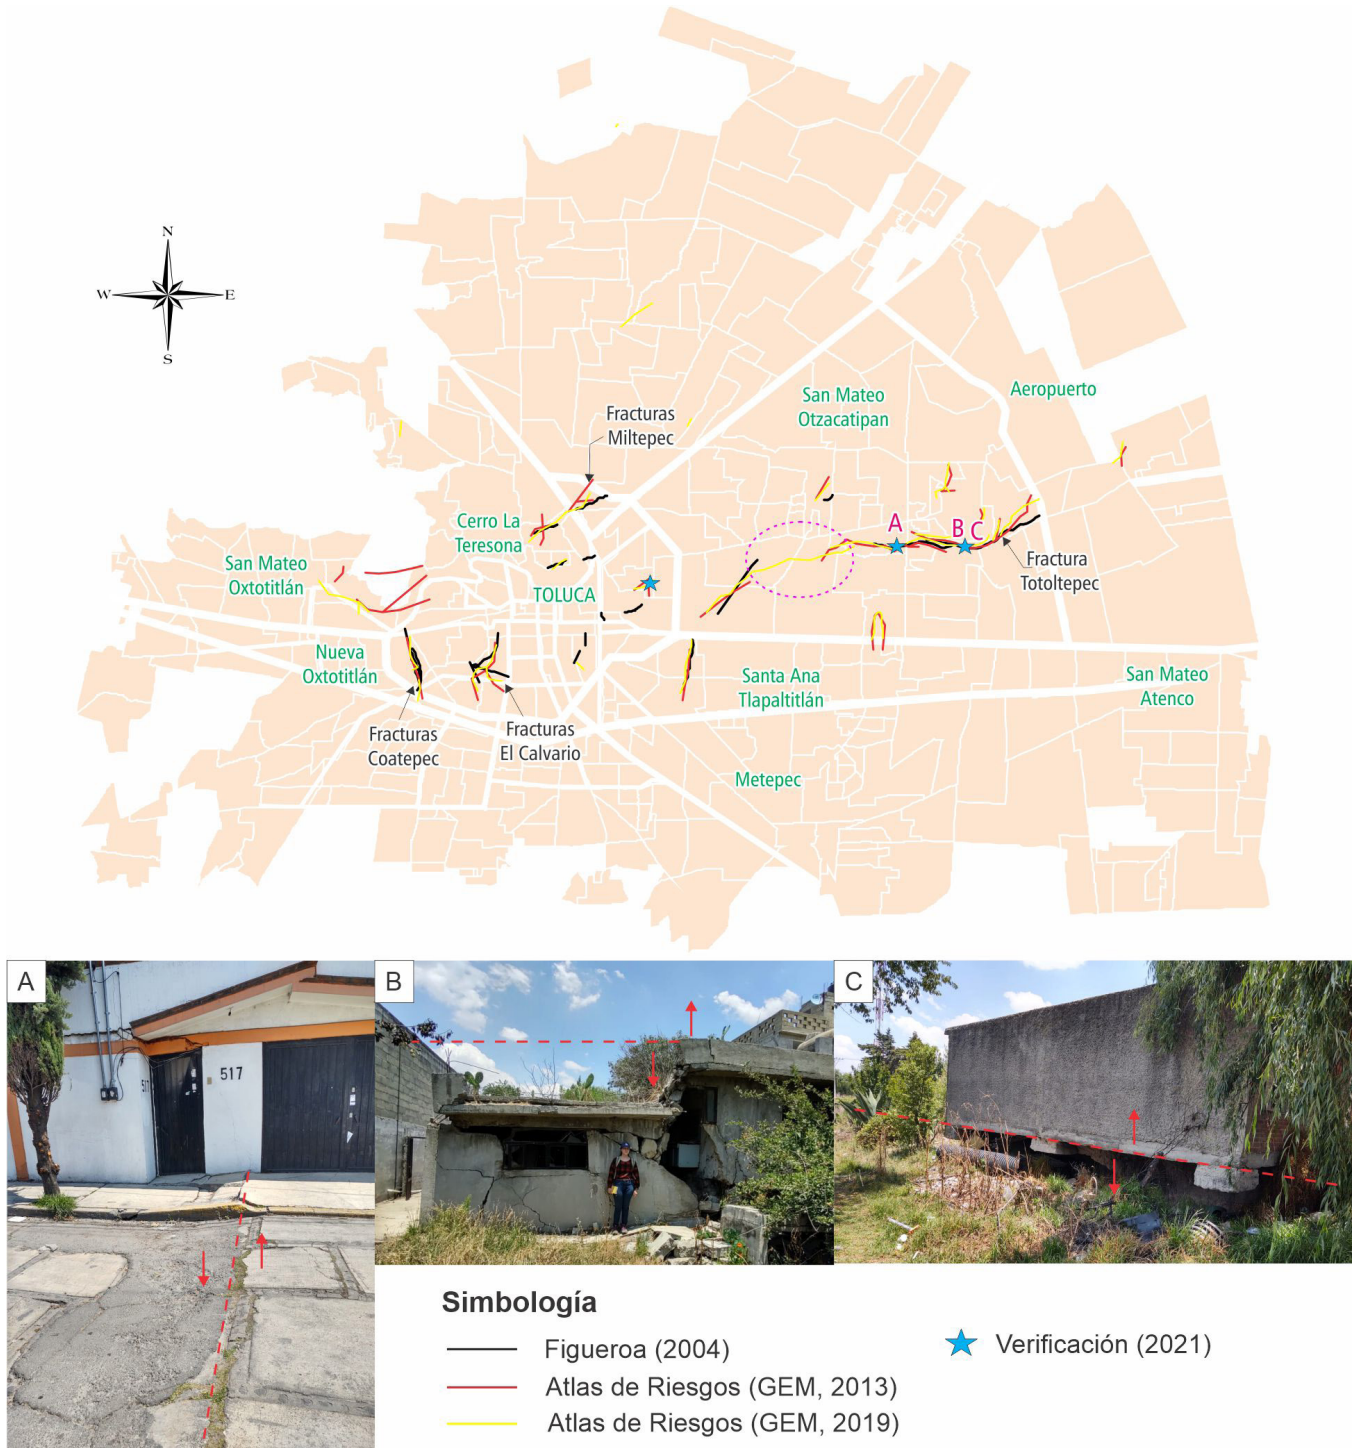 N
W
E
S
San Mateo
Otzacatipan
Aeropuerto
Fracturas
Miltepec
Cerro La
Teresona
A
B
C
Fractura
Totoltepec
San Mateo
Oxtotitlán
TOLUCA
Nueva
Oxtotitlán
Santa Ana
Tlapaltitlán
San Mateo
Atenco
Fracturas
Coatepec
Fracturas
El Calvario
Metepec
A
517
517
B
C
Simbología
Figueroa (2004)
Atlas de Riesgos (GEM, 2013)
Atlas de Riesgos (GEM, 2019)
Verificación (2021)